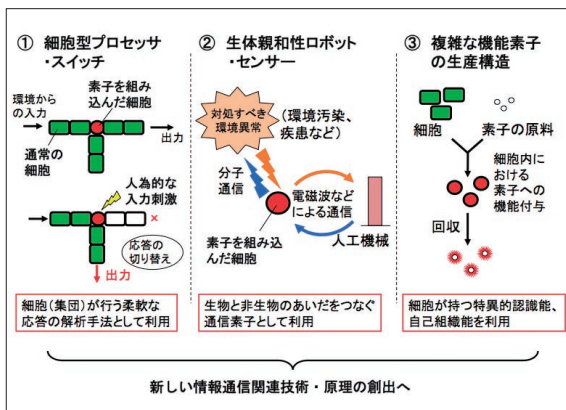 ① 細胞型プロセッサ
・スイッチ
環境から
の入力
素子を組み
込んだ細胞
通常の
細胞
出力
人為的な
入力刺激
×
応答の
切り替え
出力
細胞(集団)が行う柔軟な
応答の解析手法として利用
② 生体親和性ロボット
・センサー
対処すべき
環境異常
(環境汚染、
疾患など)
分子
通信
電磁波など
による通信
素子を組み
込んだ細胞
人工機械
生物と非生物のあいだをつなぐ
通信素子として利用
③ 複雑な機能素子
の生産構造
細胞
素子の原料
細胞内に
おける
素子への
機能付与
回収
細胞が持つ特異的認識能、
自己組織能を利用
新しい情報通信関連技術・原理の創出へ